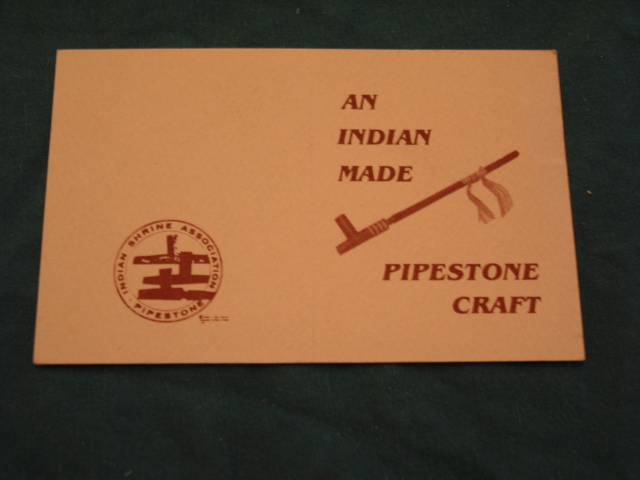 AN
INDIAN
MADE
PIPESTONE
CRAFT
INDIAN SHRINE ASSOCIATION
PIPESTONE